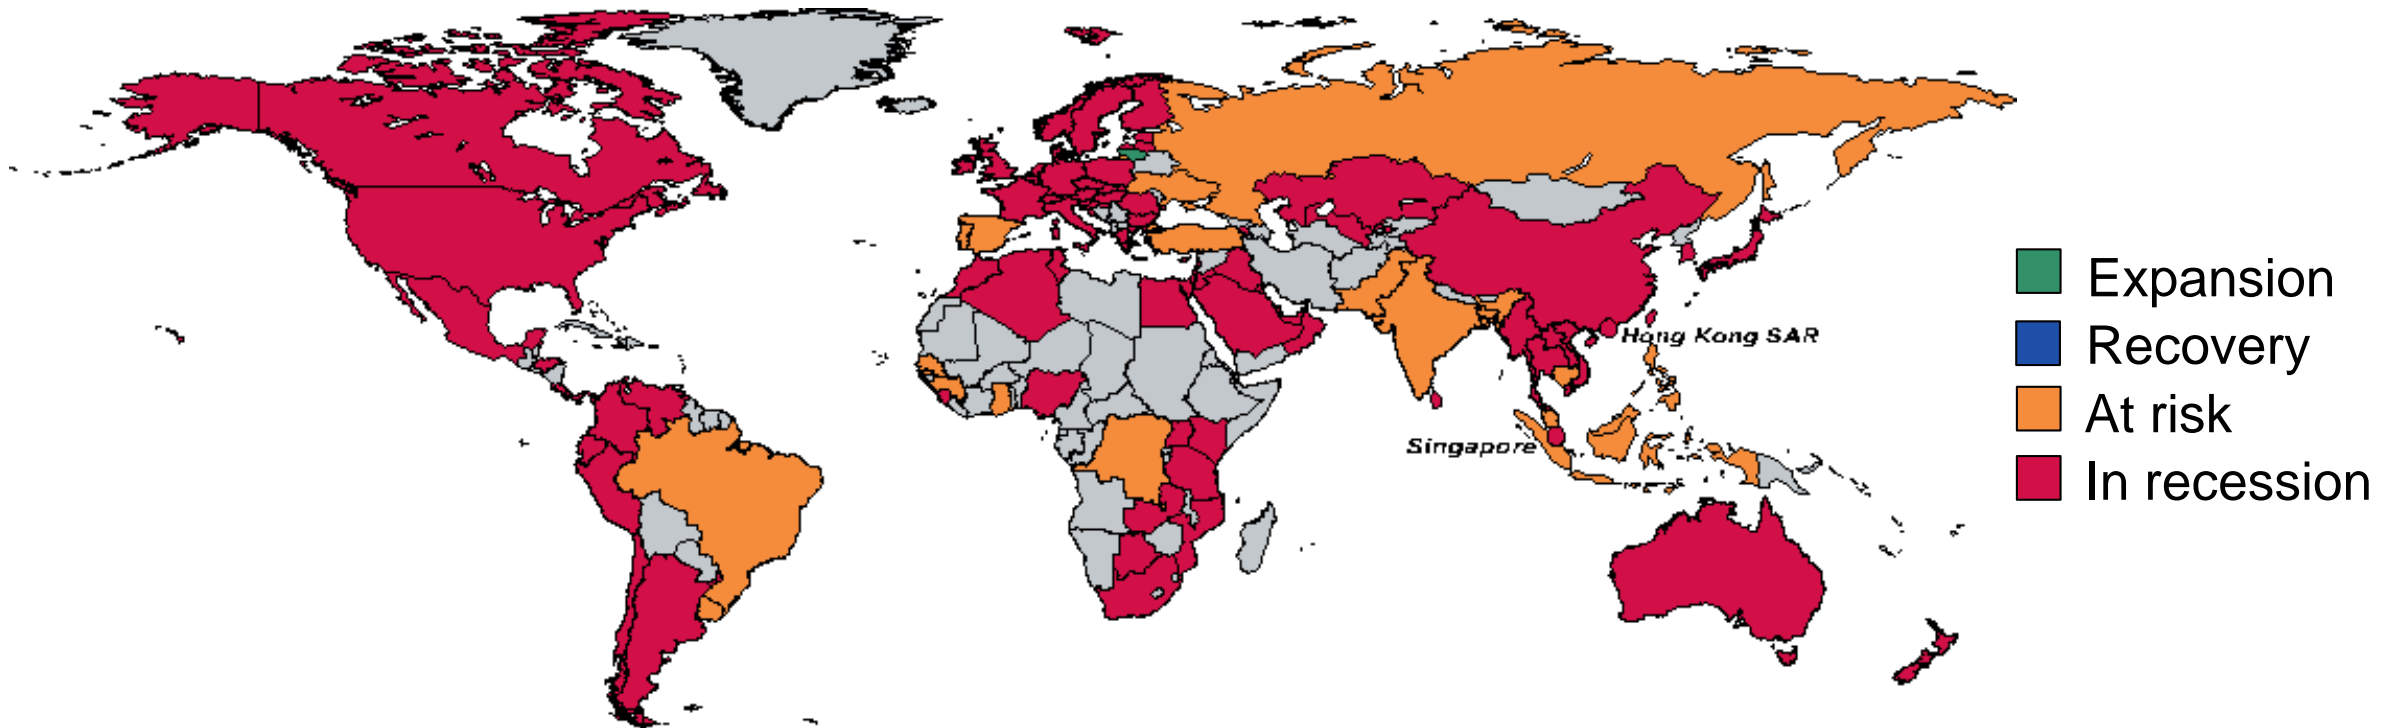 Hong Kong SAR
Singapore
Expansion
Recovery
At risk
In recession